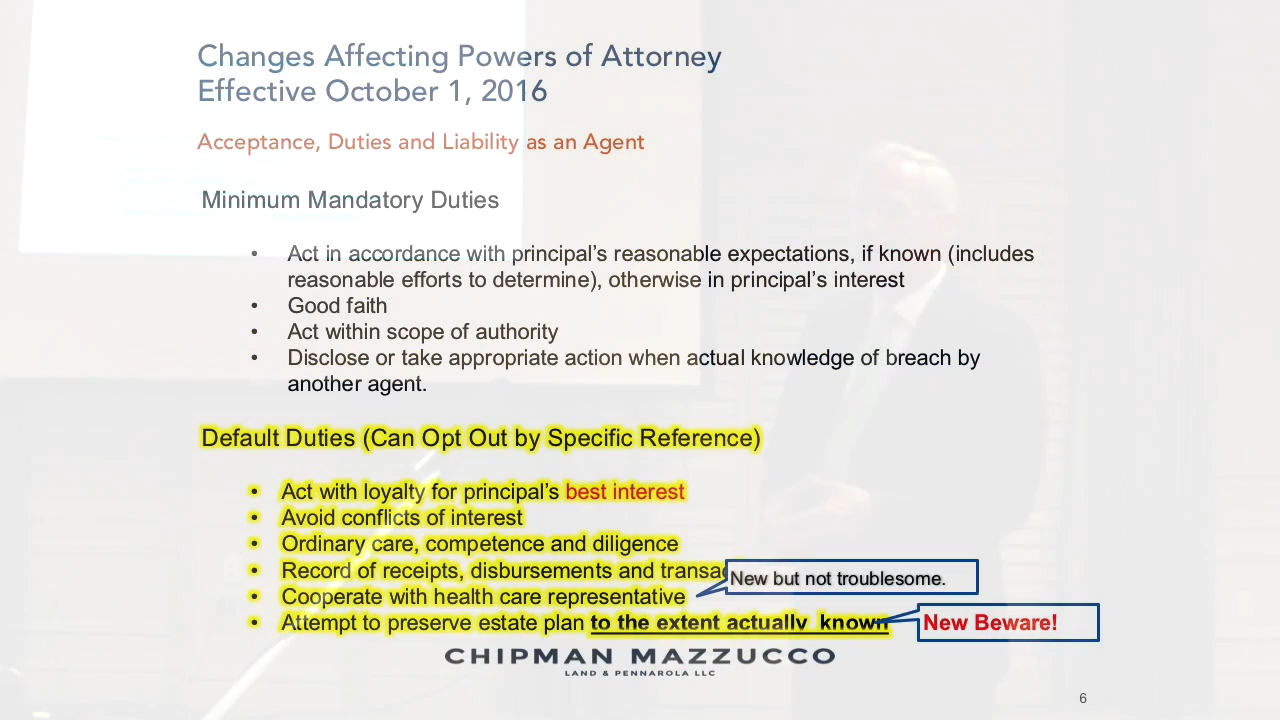 Changes Affecting Powers of Attorney
Effective October 1, 2016
Acceptance, Duties and Liability as an Agent
Minimum Mandatory Duties
• Act in accordance with principal's reasonable expectations, if known (includes
reasonable efforts to determine), otherwise in principal's interest
• Good faith
• Act within scope of authority
• Disclose or take appropriate action when actual knowledge of breach by
another agent.
Default Duties (Can Opt Out by Specific Reference)
• Act with loyalty for principal's best interest
• Avoid conflicts of interest
• Ordinary care, competence and diligence
• Record of receipts, disbursements and
New but not troublesome.
• Cooperate with health care representative
• Attempt to preserve estate plan to the extent actually known
New Beware!
CHIPMAN MAZZUCCO
LAND & PENNAROLA LLC
6